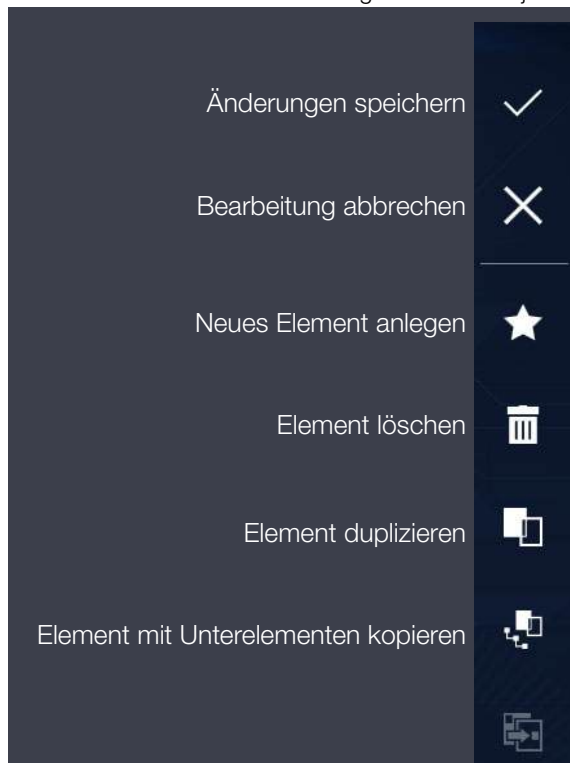 Änderungen speichern
Bearbeitung abbrechen
Neues Element anlegen
Element löschen
Element duplizieren
Element mit Unterelementen kopieren